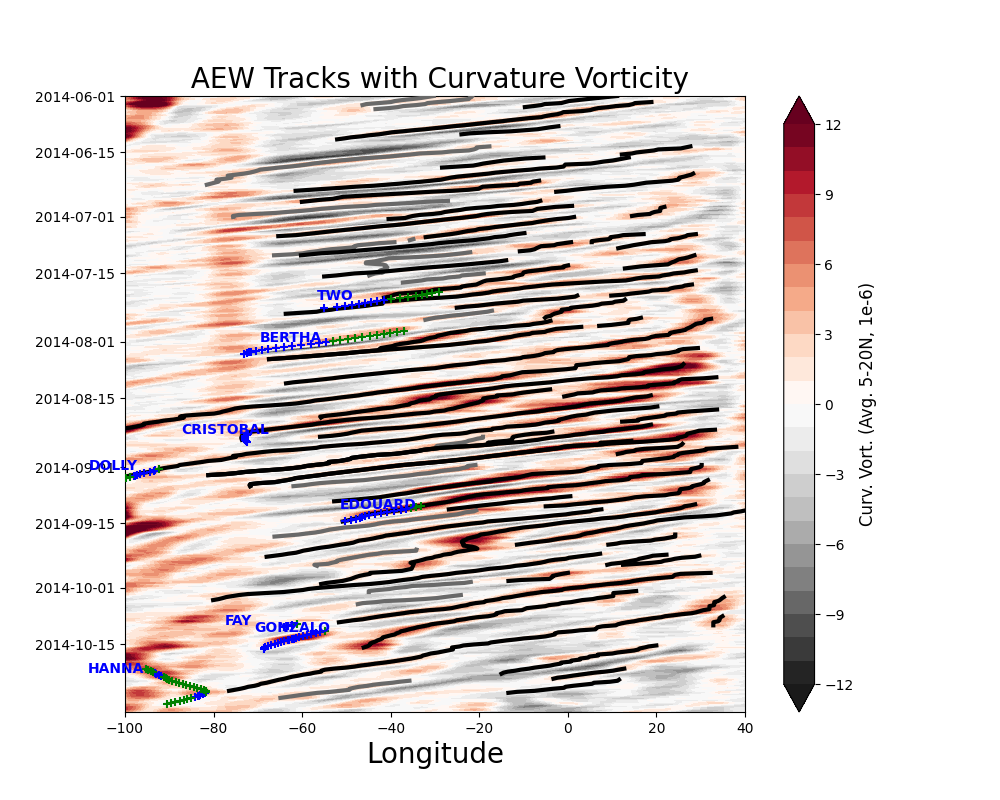 AEW Tracks with Curvature Vorticity
2014-06-01
2014-06-15
2014-07-01
2014-07-15
2014-08-01
2014-08-15
2014-09-01
2014-09-15
2014-10-01
2014-10-15
TWO
BERTHA
CRISTOBAL
DOLLY
EDOUARD
FAY
GONZALO
HANNA
−100
−80
−60
−40
−20
0
20
40
Longitude
12
9
6
3
0
−3
−6
−9
−12
Curv. Vort. (Avg. 5-20N, 1e-6)